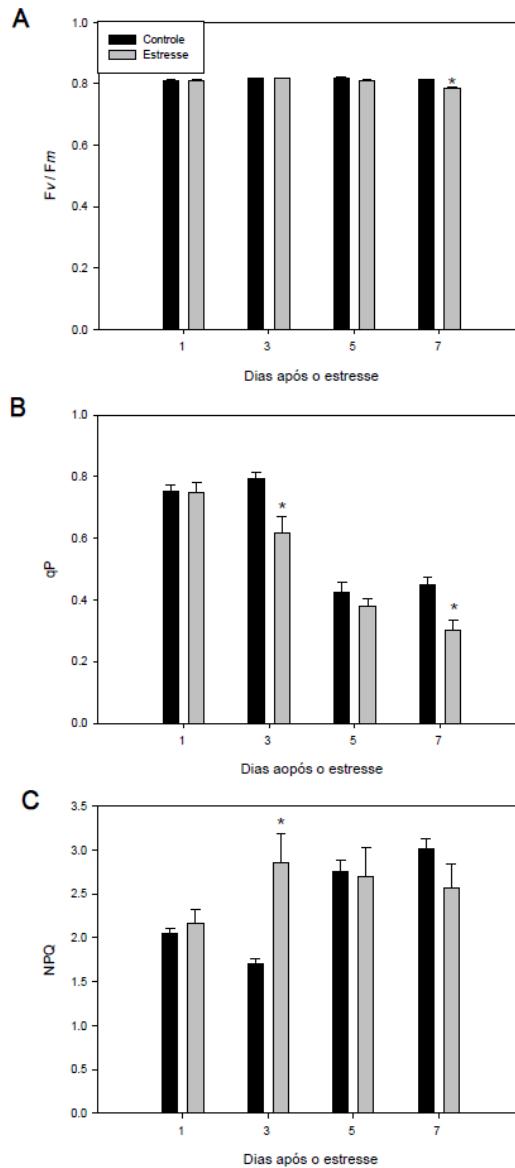 A
1.0
Controle
Estresse
*
0.8
0.6
Fv / Fm
0.4
0.2
0.0
1 3 5 7
Dias após o estresse
B
1.0
0.8
*
0.6
qP
0.4
*
0.2
0.0
1 3 5 7
Dias aopós o estresse
C
3.5
*
3.0
2.5
2.0
NPQ
1.5
1.0
0.5
0.0
1 3 5 7
Dias após o estresse